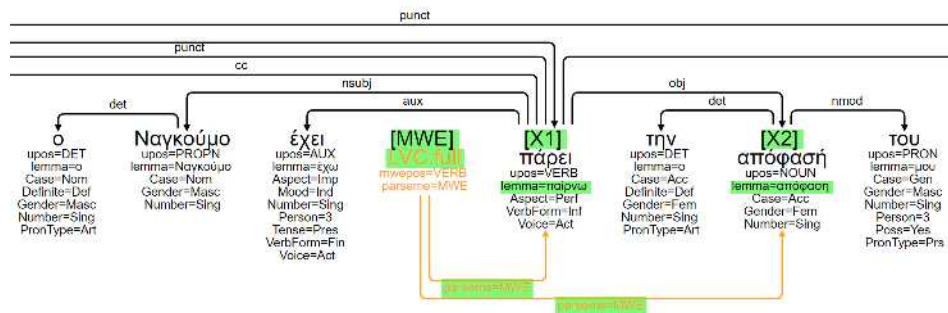 punct
punct
cc
nsubj
obj
det
aux
det
nmod
ο Ναγκούμο έχει [MWE] [X1] την [X2] του
LVC.full πάρει απόφασή
upos=DET upos=PROPN upos=AUX mwepos=VERB upos=VERB upos=DET upos=NOUN upos=PRON
lemma=ο lemma=Ναγκούμο lemma=έχω parseme=MWE lemma=παίρνω lemma=ο lemma=απόφαση lemma=μου
Case=Nom Case=Nom Aspect=Imp Aspect=Perf Case=Acc Case=Acc Case=Gen
Definite=Def Gender=Masc Mood=Ind VerbForm=Inf Definite=Def Gender=Fem Gender=Masc
Gender=Masc Number=Sing Number=Sing Voice=Act Gender=Fem Number=Sing Number=Sing
Number=Sing Person=3 Number=Sing Person=3
PronType=Art Tense=Pres PronType=Art Poss=Yes
VerbForm=Fin PronType=Prs
Voice=Act
parseme=MWE
parseme=MWE